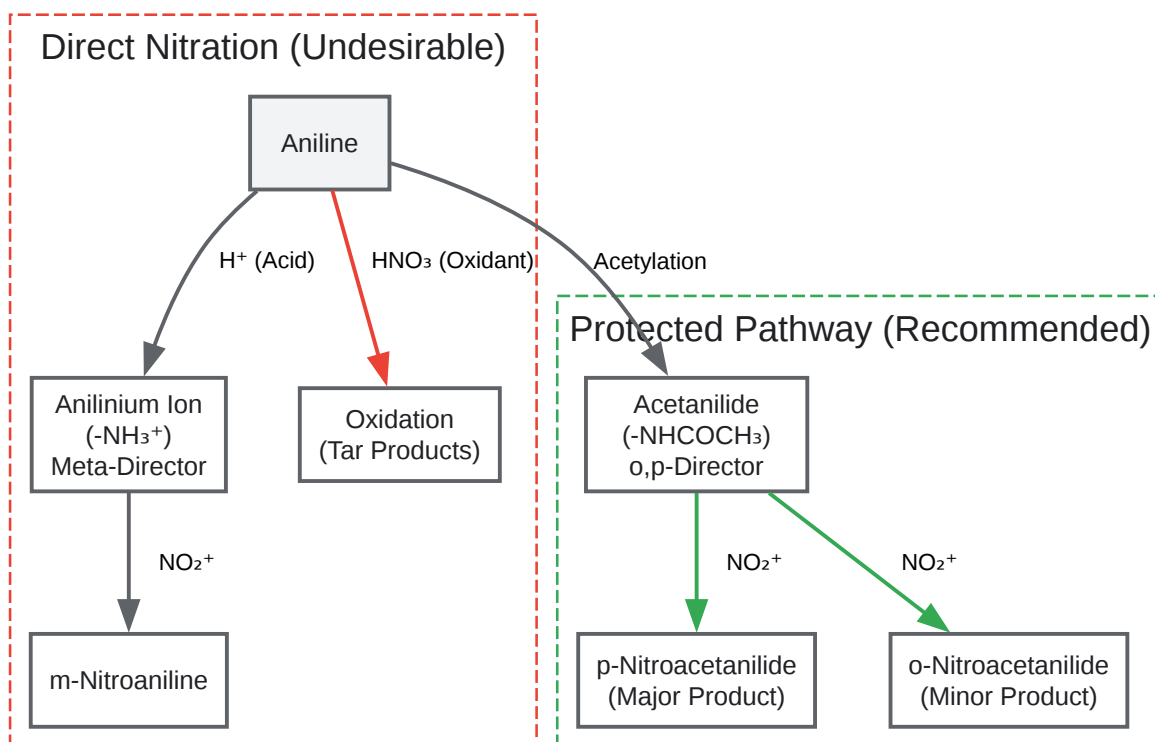 Direct Nitration (Undesirable)
Aniline
H⁺ (Acid)
HNO₃ (Oxidant)
Acetylation
Protected Pathway (Recommended)
Anilinium Ion
(-NH₃⁺)
Meta-Director
Oxidation
(Tar Products)
Acetanilide
(-NHCOCH₃)
o,p-Director
NO₂⁺
NO₂⁺
NO₂⁺
m-Nitroaniline
p-Nitroacetanilide
(Major Product)
o-Nitroacetanilide
(Minor Product)